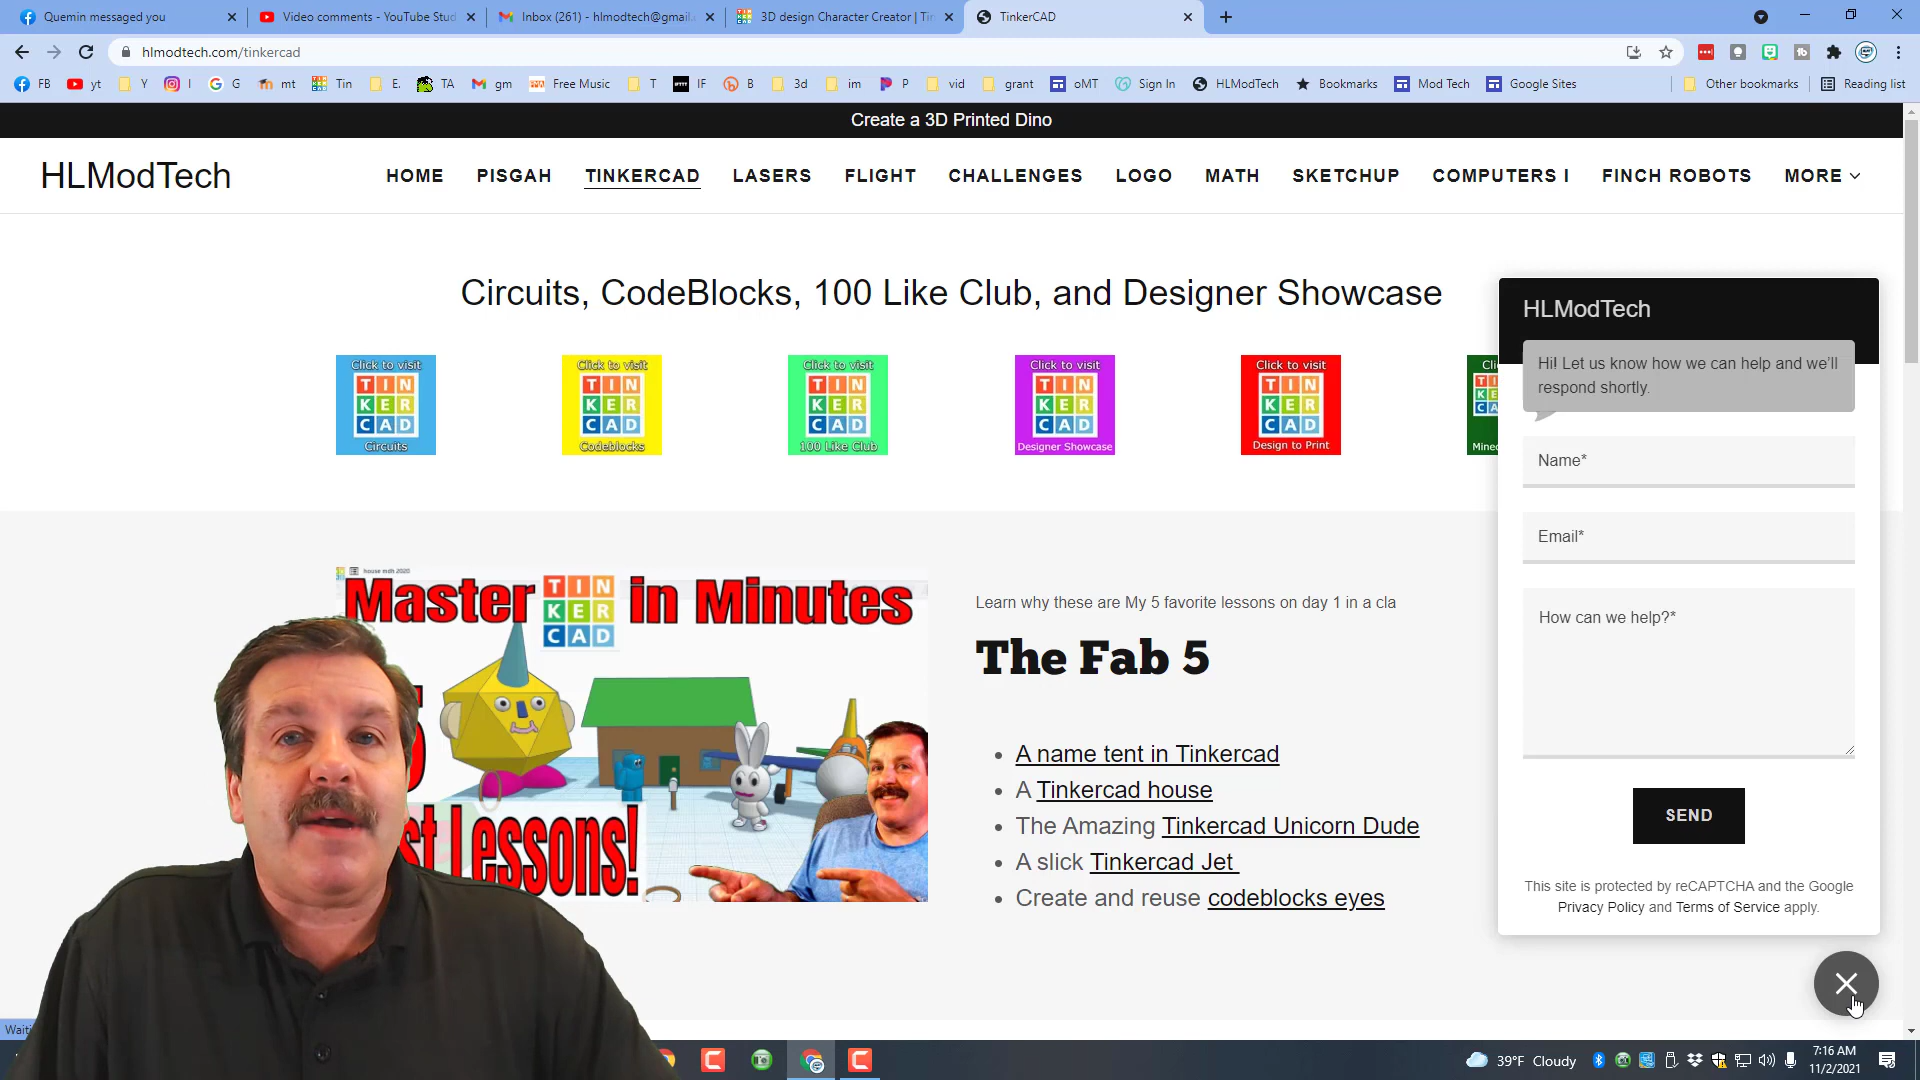 Quemin messaged you
Video comments - YouTube Stud
Inbox (261) - hlmodtech@gmail.
3D design Character Creator | Tin
TinkerCAD
hlmodtech.com/tinkercad
FB yt Y I G mt Tin E. TA gm Free Music T IF B 3d im P vid grant oMT Sign In HLModTech Bookmarks Mod Tech Google Sites Other bookmarks Reading list
Create a 3D Printed Dino
HLModTech
HOME PISGAH TINKERCAD LASERS FLIGHT CHALLENGES LOGO MATH SKETCHUP COMPUTERS I FINCH ROBOTS MORE
Circuits, CodeBlocks, 100 Like Club, and Designer Showcase
Click to visit
TIN
KER
CAD
Circuits
Click to visit
TIN
KER
CAD
Codeblocks
Click to visit
TIN
KER
CAD
100 Like Club
Click to visit
TIN
KER
CAD
Designer Showcase
Click to visit
TIN
KER
CAD
Design to Print
HLModTech
Hi! Let us know how we can help and we'll
respond shortly.
Name*
Email*
How can we help?*
SEND
This site is protected by reCAPTCHA and the Google
Privacy Policy and Terms of Service apply.
house mdh 2020
Master TIN KER CAD in Minutes
st Lessons!
Learn why these are My 5 favorite lessons on day 1 in a cla
The Fab 5
A name tent in Tinkercad
A Tinkercad house
The Amazing Tinkercad Unicorn Dude
A slick Tinkercad Jet
Create and reuse codeblocks eyes
Waiti
39°F Cloudy
7:16 AM
11/2/2021